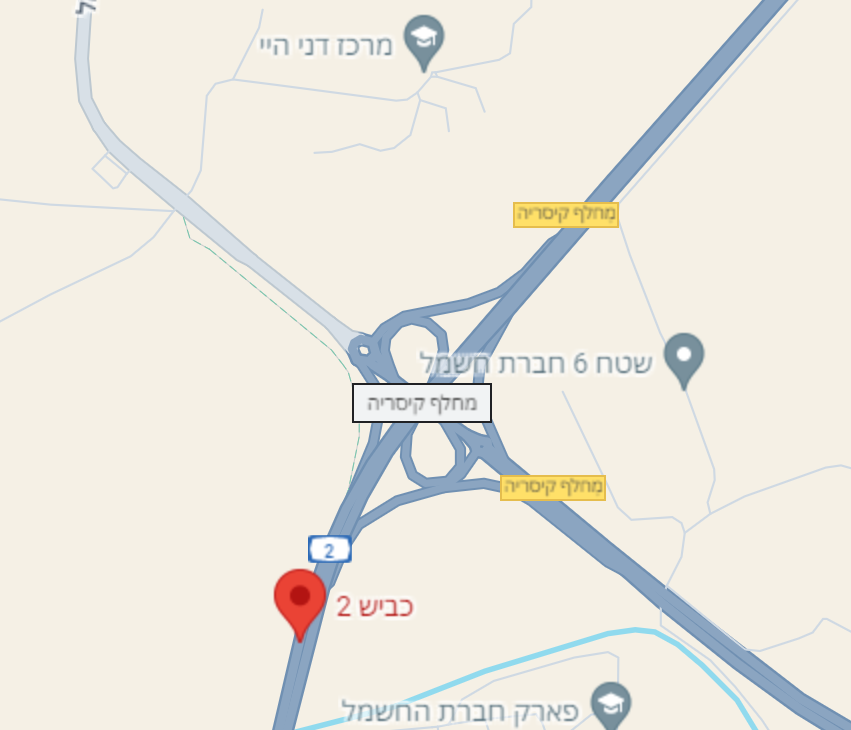 מרכז דני היי
מחלף קיסריה
שטח 6 חברת חשמל
מחלף קיסריה
מחלף קיסריה
2
כביש 2
פארק חברת החשמל